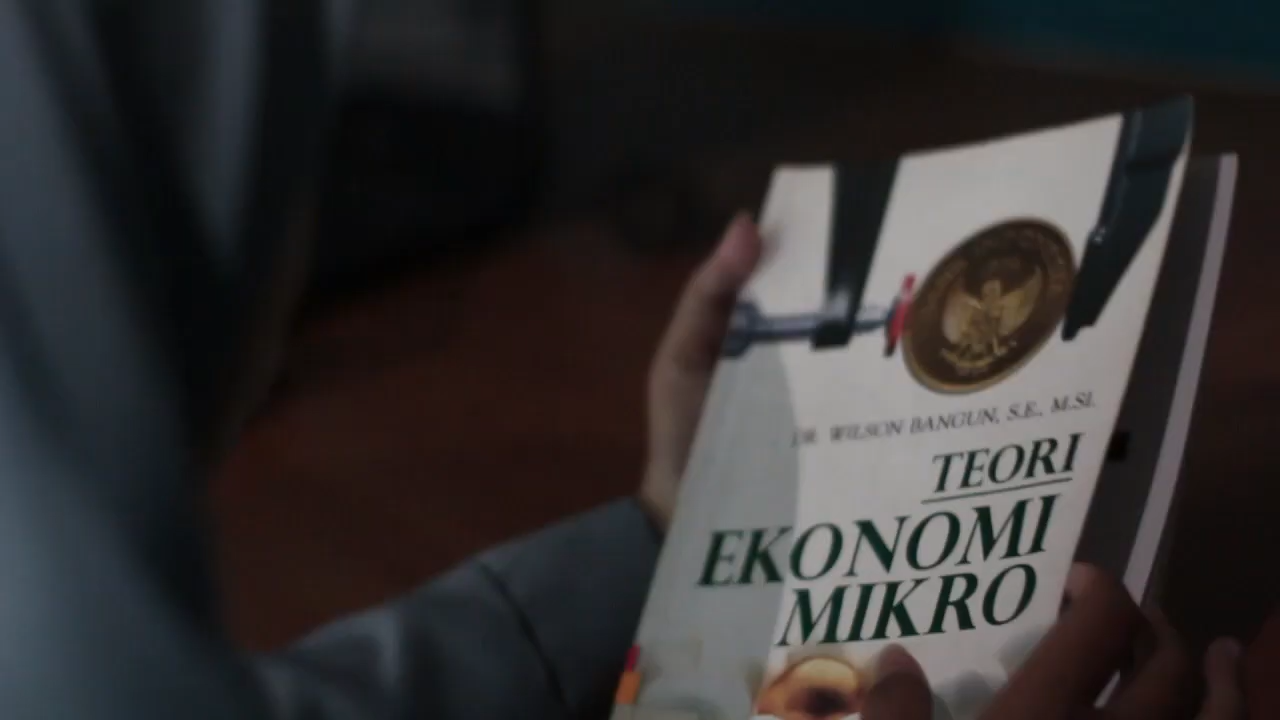 DR. WILSON BANGUN, S.E., M.SI.
TEORI
EKONOMI
MIKRO